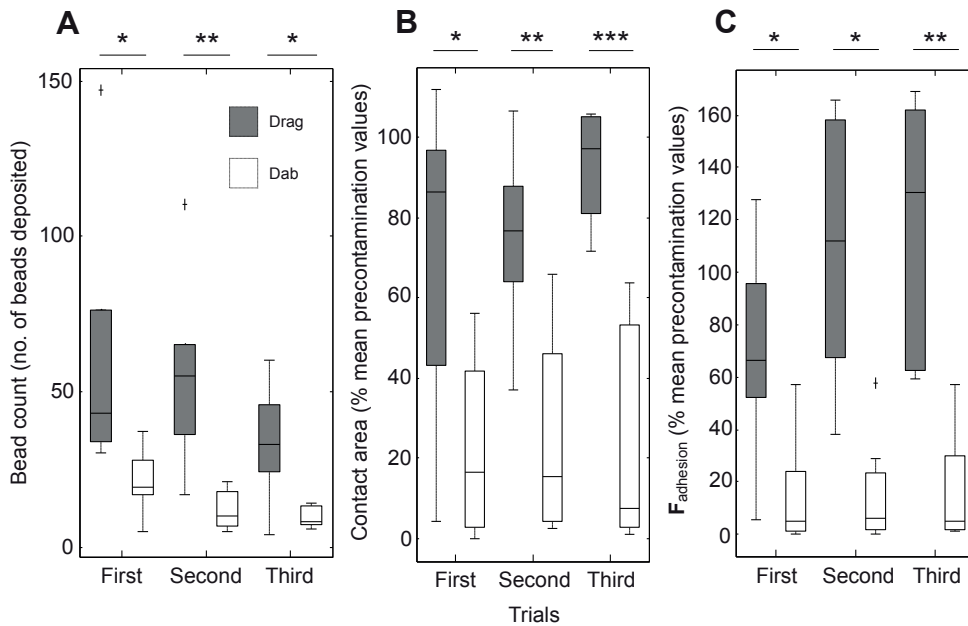 A
* ** *
Bead count (no. of beads deposited)
150
100
50
0
Drag
Dab
First Second Third
B
* ** ***
Contact area (% mean precontamination values)
100
80
60
40
20
0
First Second Third
Trials
C
* * **
F adhesion (% mean precontamination values)
160
140
120
100
80
60
40
20
0
First Second Third